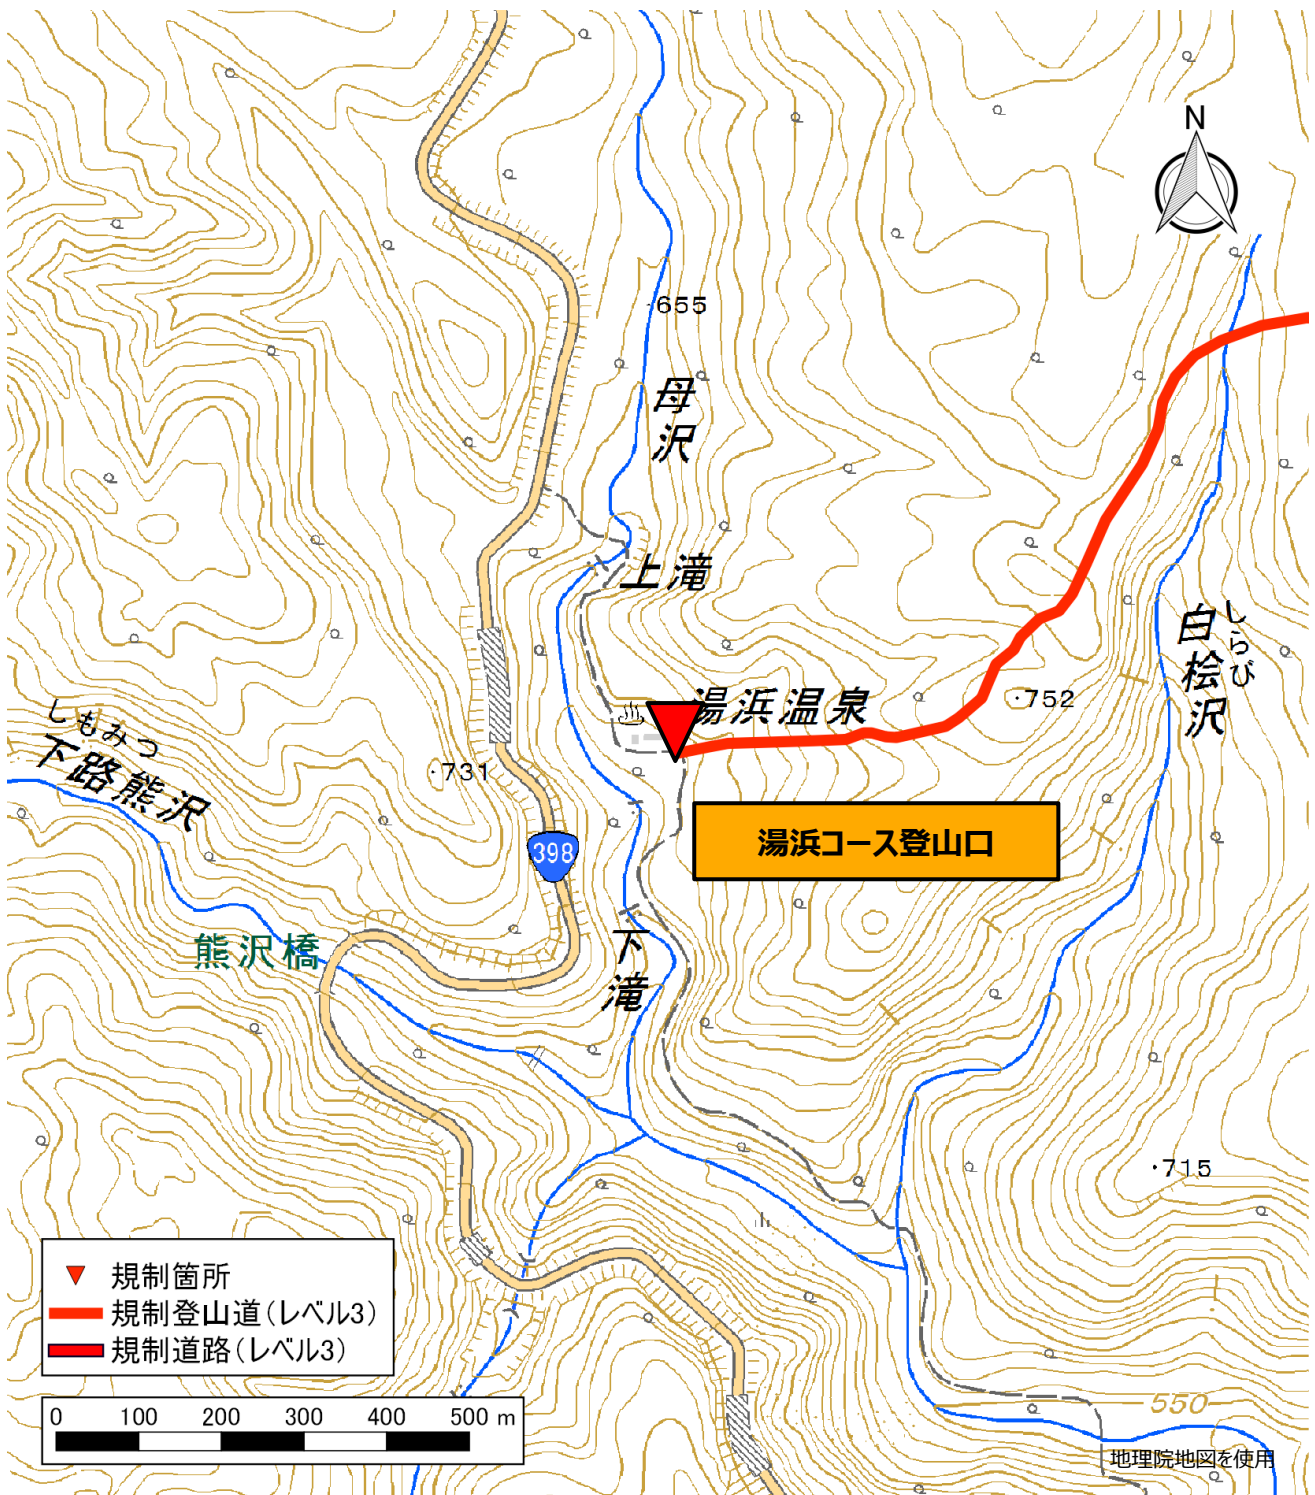 N
655
母沢
上滝
しらび
白桧沢
湯浜温泉
752
しもみつ
下路熊沢
731
湯浜コース登山口
398
熊沢橋
下滝
715
規制箇所
規制登山道(レベル3)
規制道路(レベル3)
0 100 200 300 400 500 m
550
地理院地図を使用